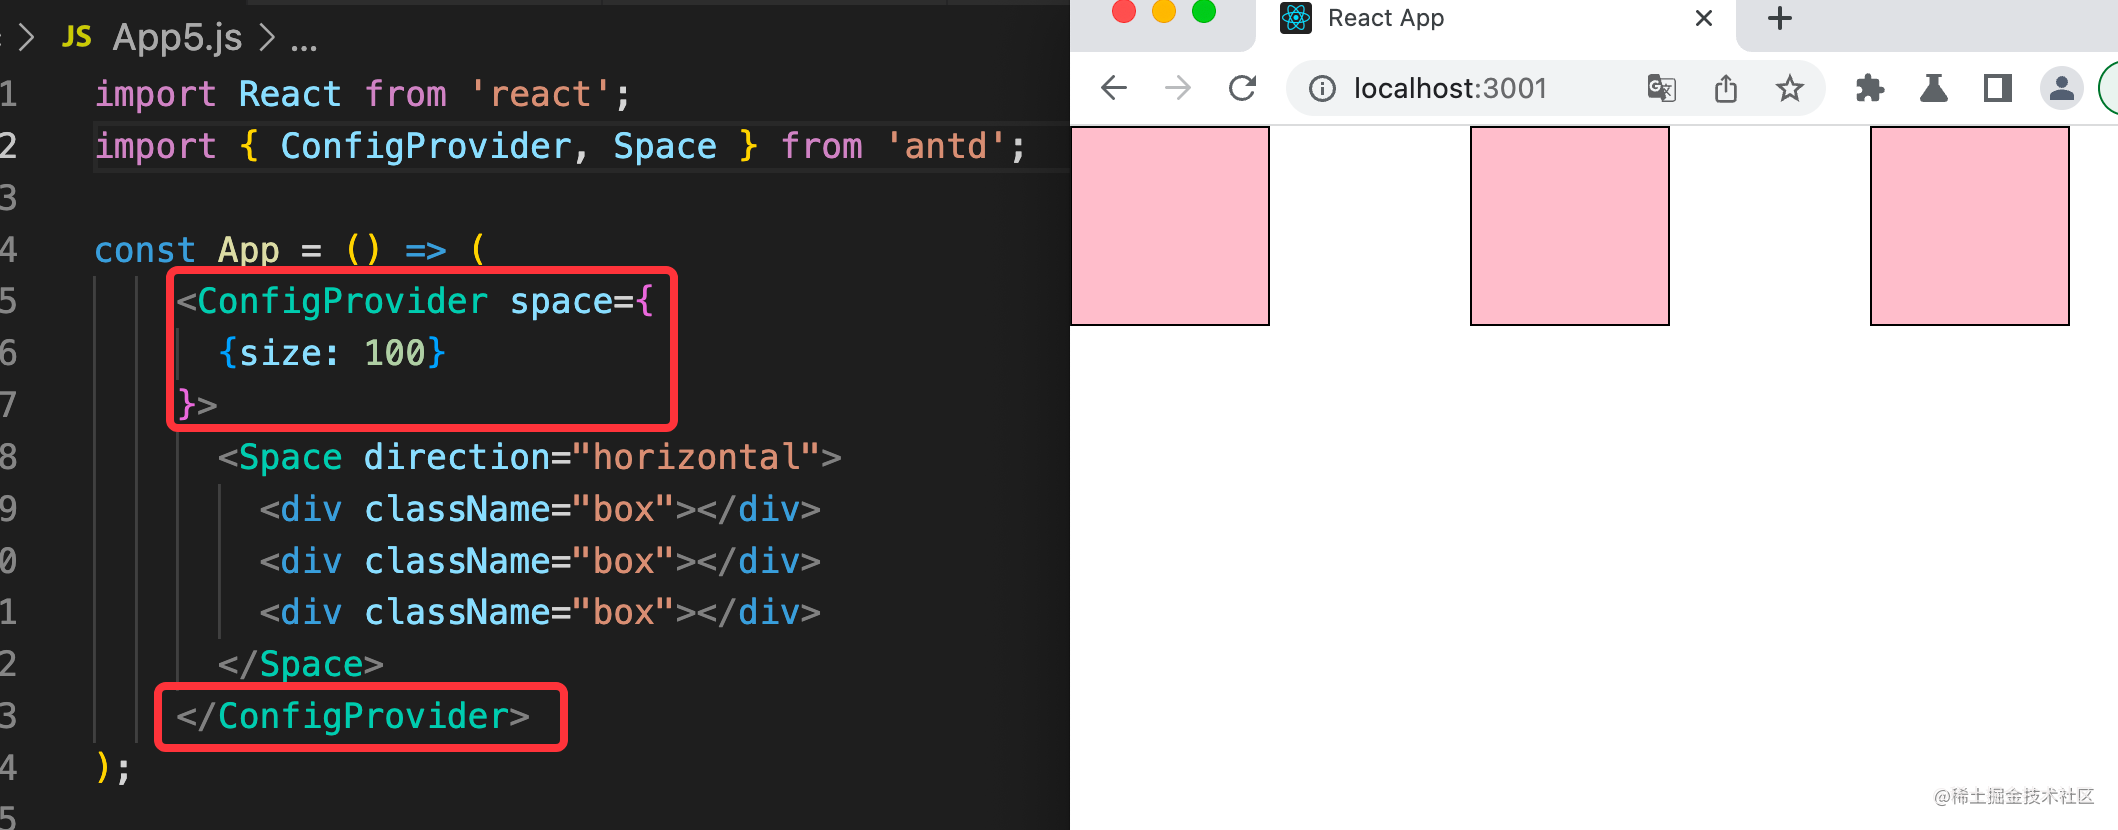 JS App5.js > ...
1 import React from 'react';
2 import { ConfigProvider, Space } from 'antd';
3
4 const App = () => (
5 <ConfigProvider space={
6 {size: 100}
7 }>
8 <Space direction="horizontal">
9 <div className="box"></div>
0 <div className="box"></div>
1 <div className="box"></div>
2 </Space>
3 </ConfigProvider>
4 );
5
React App
localhost:3001
@稀土掘金技术社区